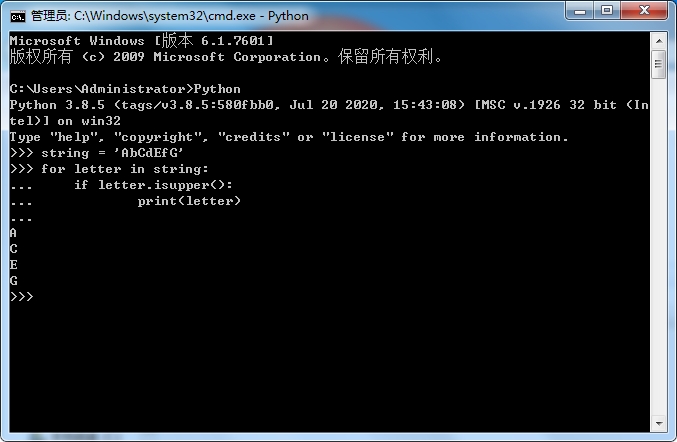 管理员: C:\Windows\system32\cmd.exe - Python
Microsoft Windows [版本 6.1.7601]
版权所有 (c) 2009 Microsoft Corporation。保留所有权利。
C:\Users\Administrator>Python
Python 3.8.5 (tags/v3.8.5:580fbb0, Jul 20 2020, 15:43:08) [MSC v.1926 32 bit (In
tel)] on win32
Type "help", "copyright", "credits" or "license" for more information.
>>> string = 'AbCdEfG'
>>> for letter in string:
...     if letter.isupper():
...             print(letter)
...
A
C
E
G
>>>